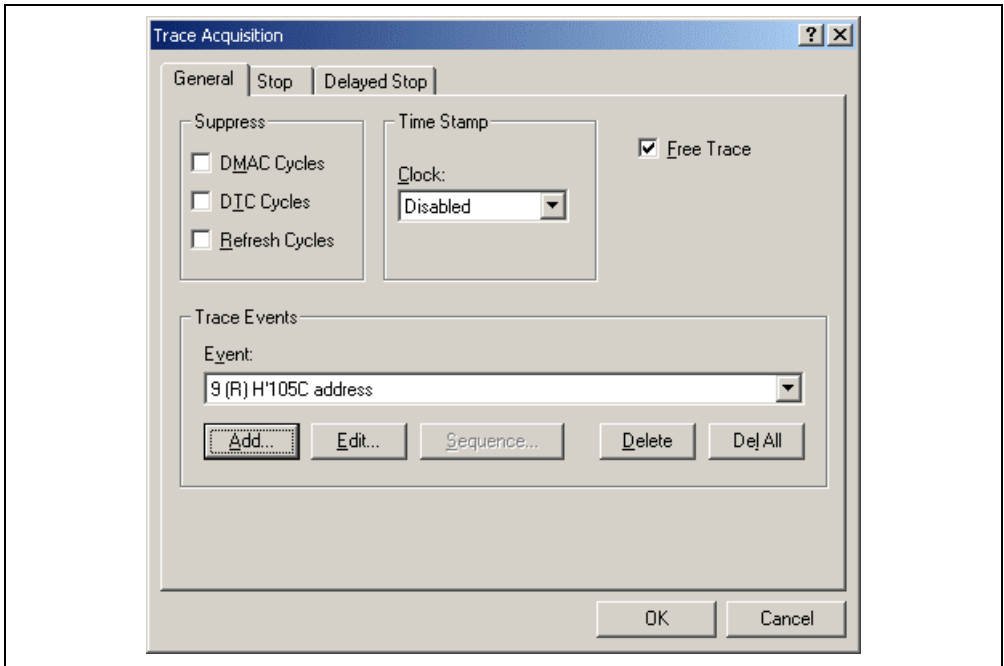 Trace Acquisition
General Stop Delayed Stop
Suppress
DMAC Cycles
DTC Cycles
Refresh Cycles
Time Stamp
Clock:
Disabled
Free Trace
Trace Events
Event:
9 (R) H'105C address
Add... Edit... Sequence... Delete Del All
OK Cancel